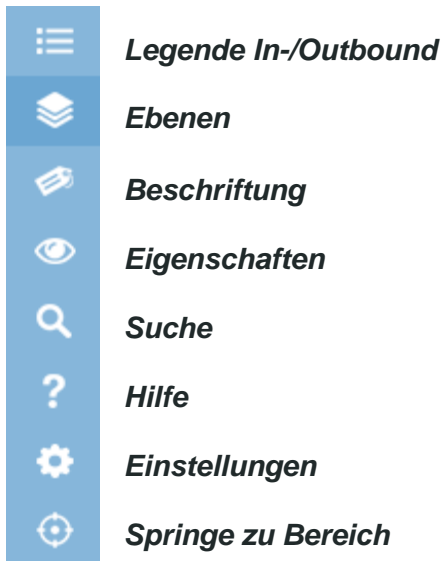 Legende In-/Outbound
Ebenen
Beschriftung
Eigenschaften
Suche
?
Hilfe
Einstellungen
Springe zu Bereich